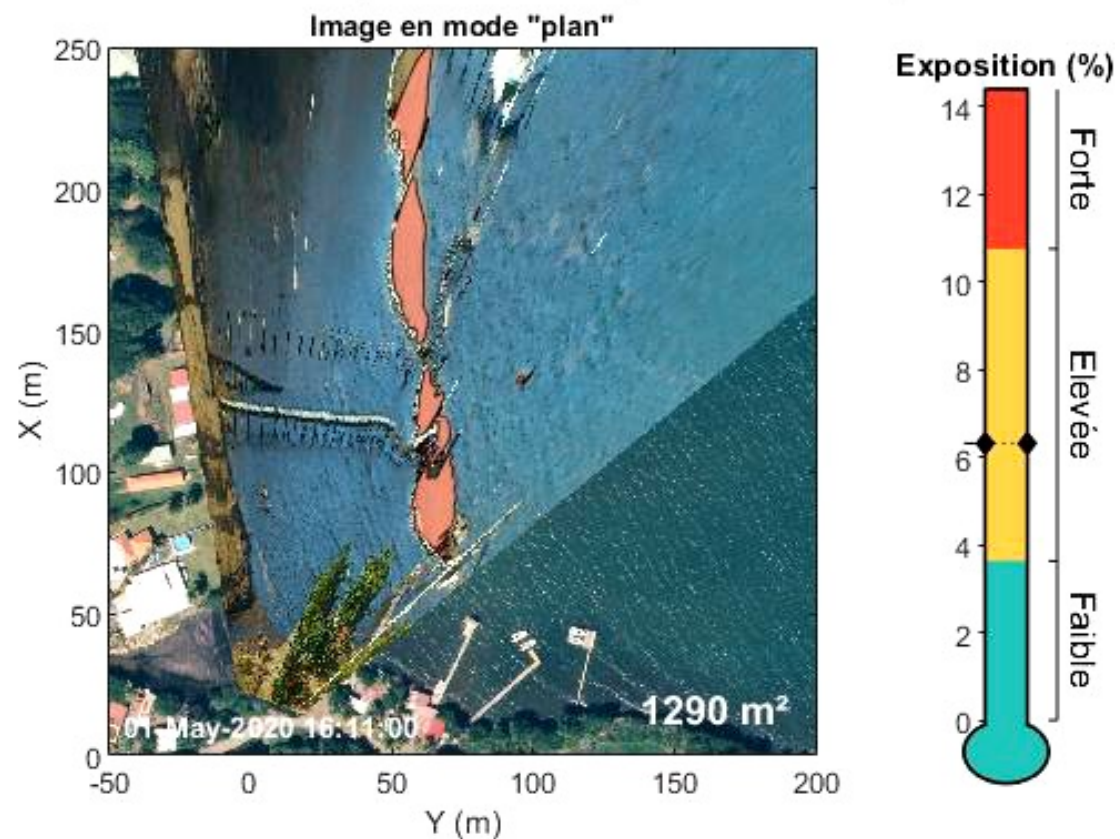 Image en mode "plan"
250
200
150
100
50
0
X (m)
-50 0 50 100 150 200
Y (m)
01-May-2020 16:11:00
1290 m²
Exposition (%)
14
12
10
8
6
4
2
0
Forte
Elevée
Faible